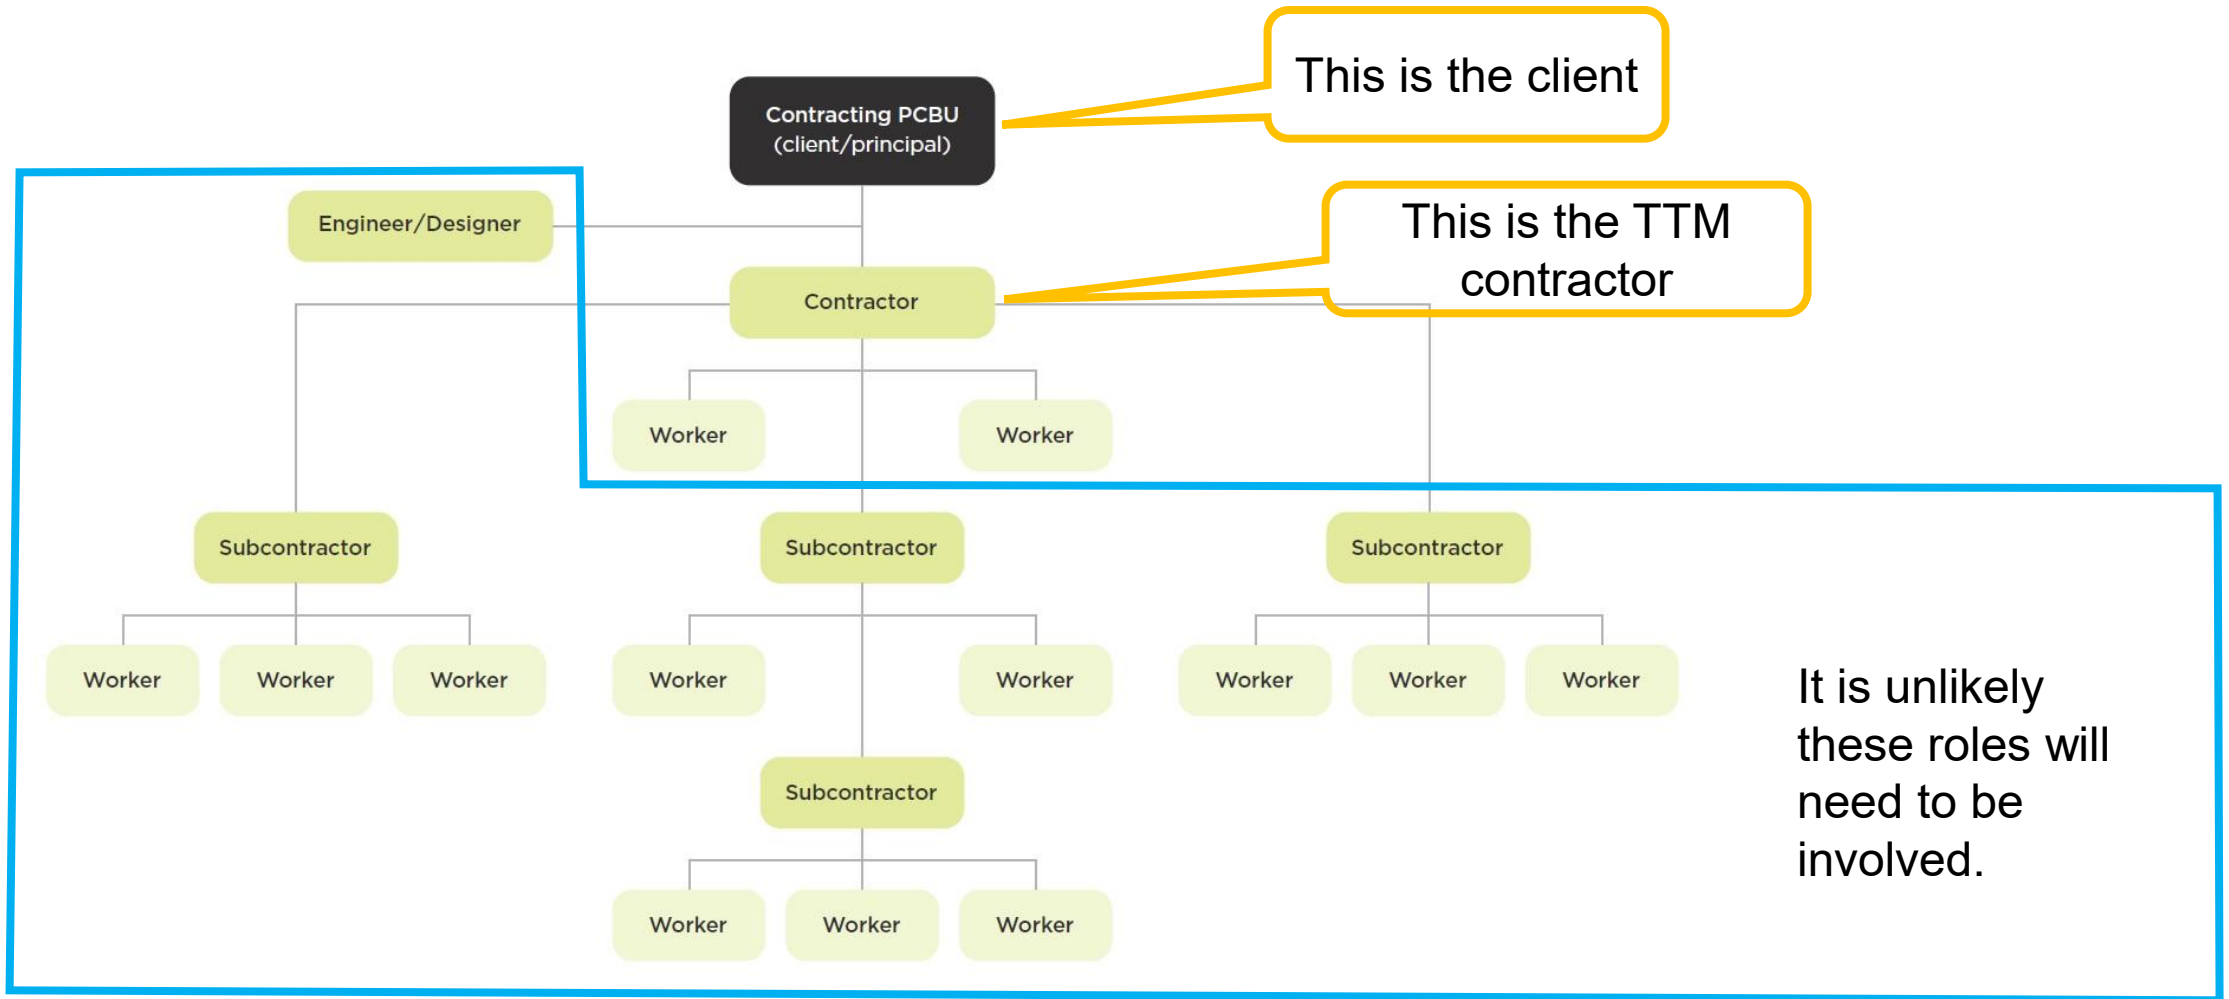 This is the client
Contracting PCBU
(client/principal)
This is the TTM
contractor
Engineer/Designer
Contractor
Worker
Worker
Subcontractor
Subcontractor
Subcontractor
Worker
Worker
Worker
Worker
Worker
Worker
Worker
Worker
It is unlikely
these roles will
need to be
involved.
Subcontractor
Worker
Worker
Worker